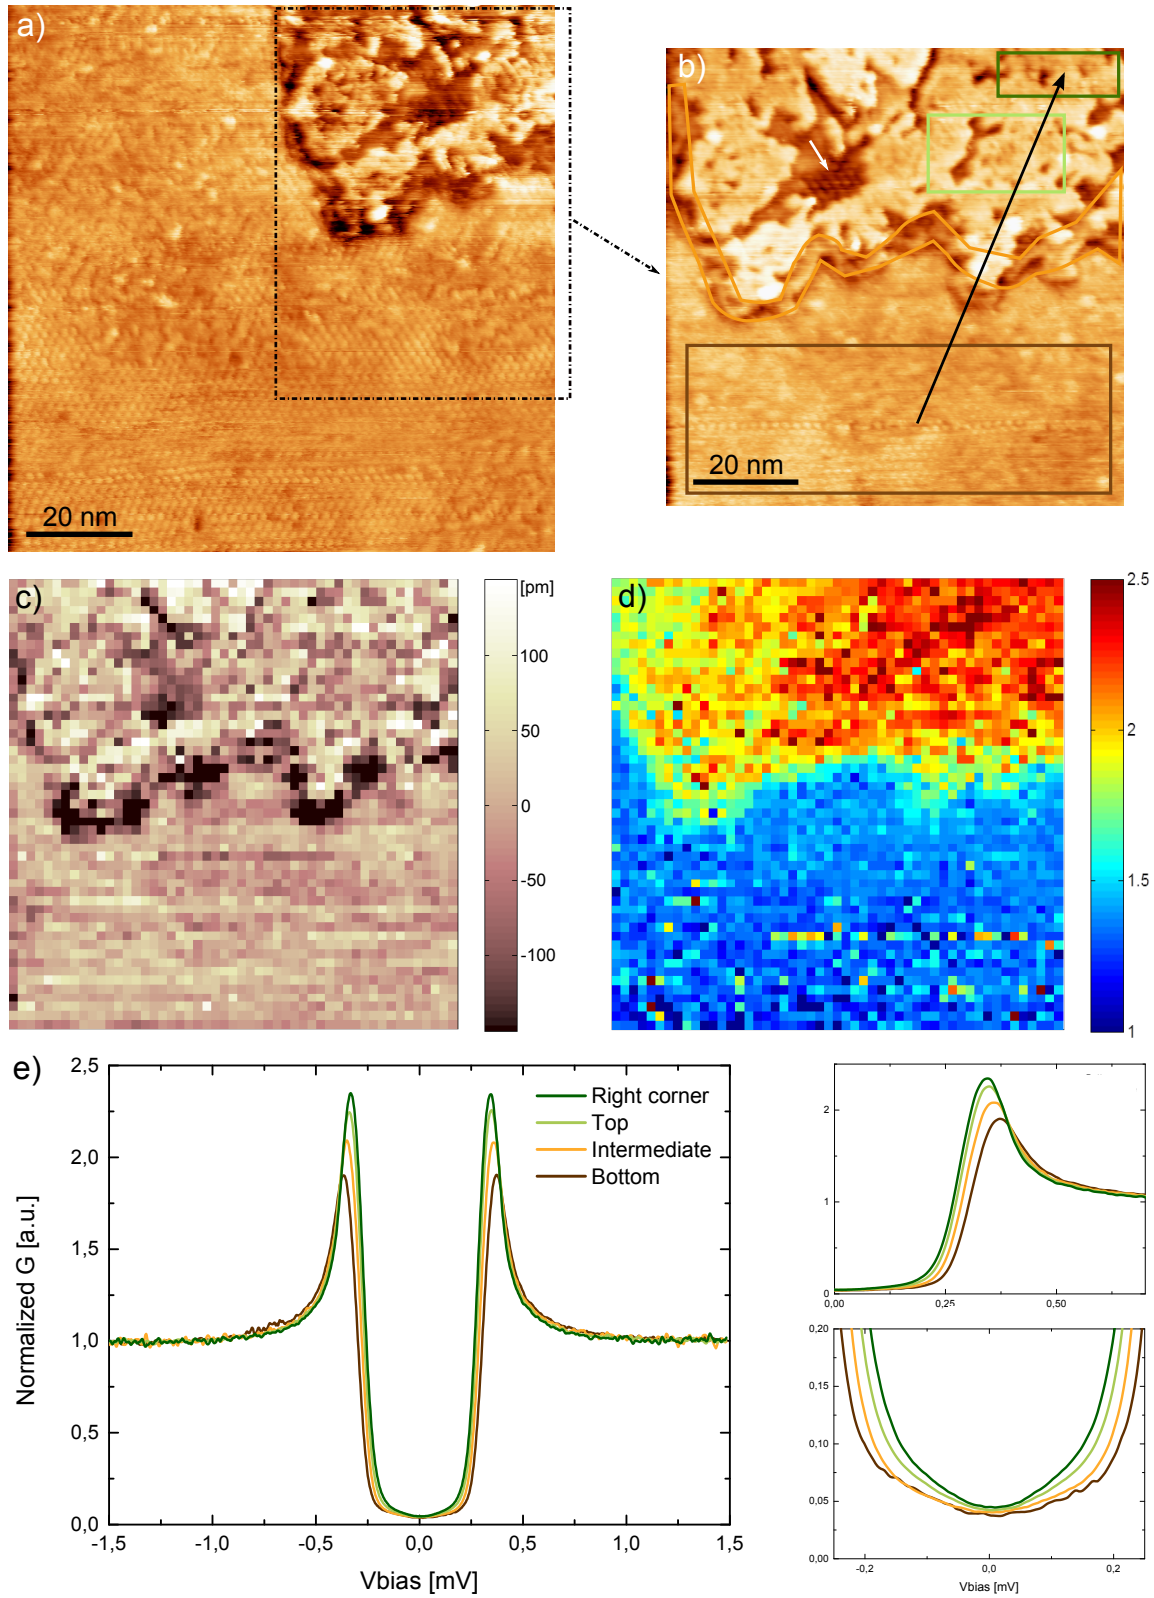 a)
20 nm
b)
20 nm
c)
[pm]
100
50
0
-50
-100
d)
2.5
2
1.5
1
e)
2,5
2,0
1,5
1,0
0,5
0,0
-1,5 -1,0 -0,5 0,0 0,5 1,0 1,5
Normalized G [a.u.]
Vbias [mV]
Right corner
Top
Intermediate
Bottom
2
1
0
0,00 0,25 0,50
0,20
0,15
0,10
0,05
0,00
-0,2 0,0 0,2
Vbias [mV]